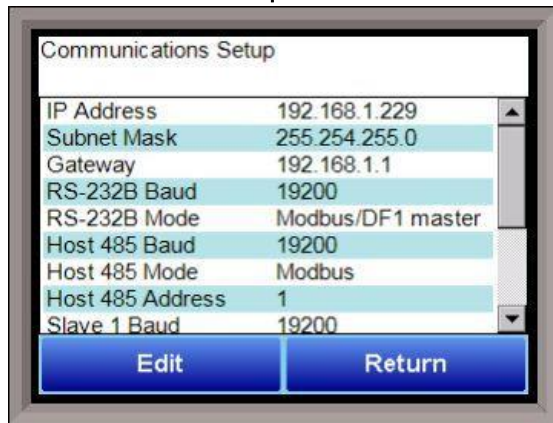 Communications Setup
IP Address 192.168.1.229
Subnet Mask 255.254.255.0
Gateway 192.168.1.1
RS-232B Baud 19200
RS-232B Mode Modbus/DF1 master
Host 485 Baud 19200
Host 485 Mode Modbus
Host 485 Address 1
Slave 1 Baud 19200
Edit Return